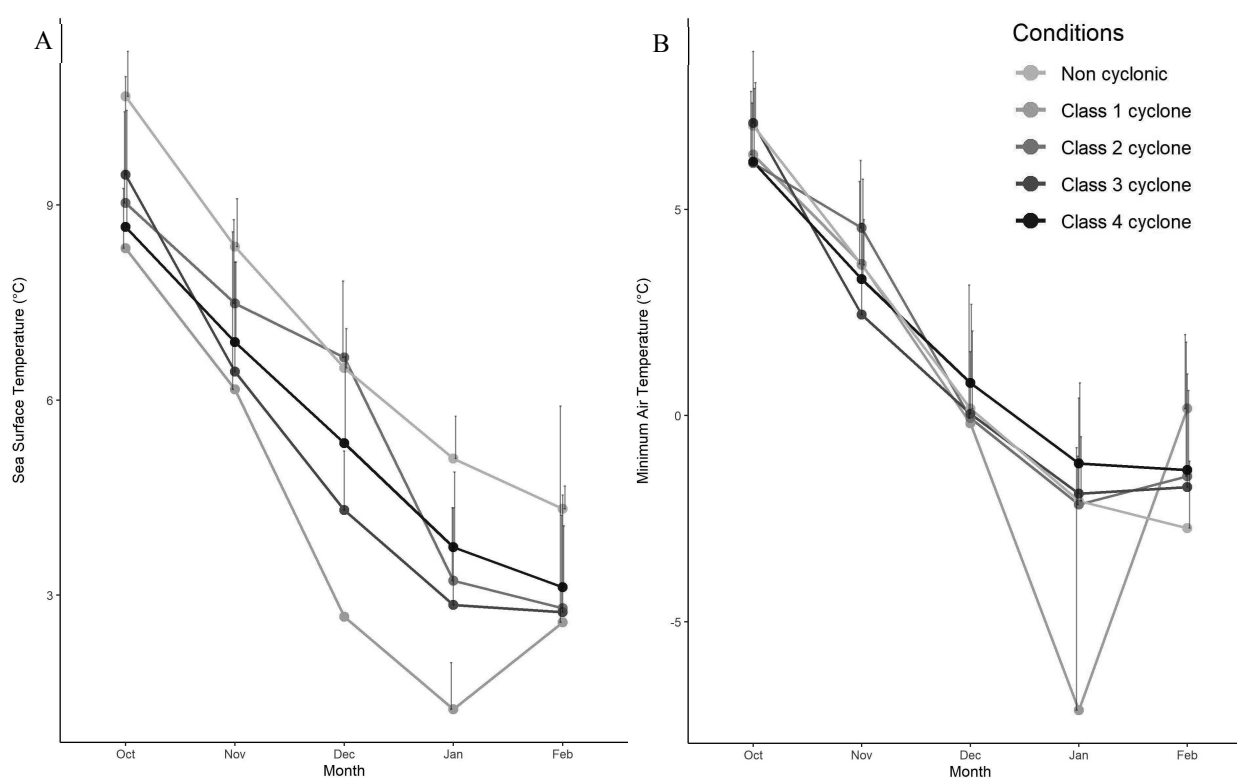 A
Sea Surface Temperature (°C)
9
6
3
Oct
Nov
Dec
Jan
Feb
Month
B
Minimum Air Temperature (°C)
5
0
-5
Oct
Nov
Dec
Jan
Feb
Month
Conditions
Non cyclonic
Class 1 cyclone
Class 2 cyclone
Class 3 cyclone
Class 4 cyclone